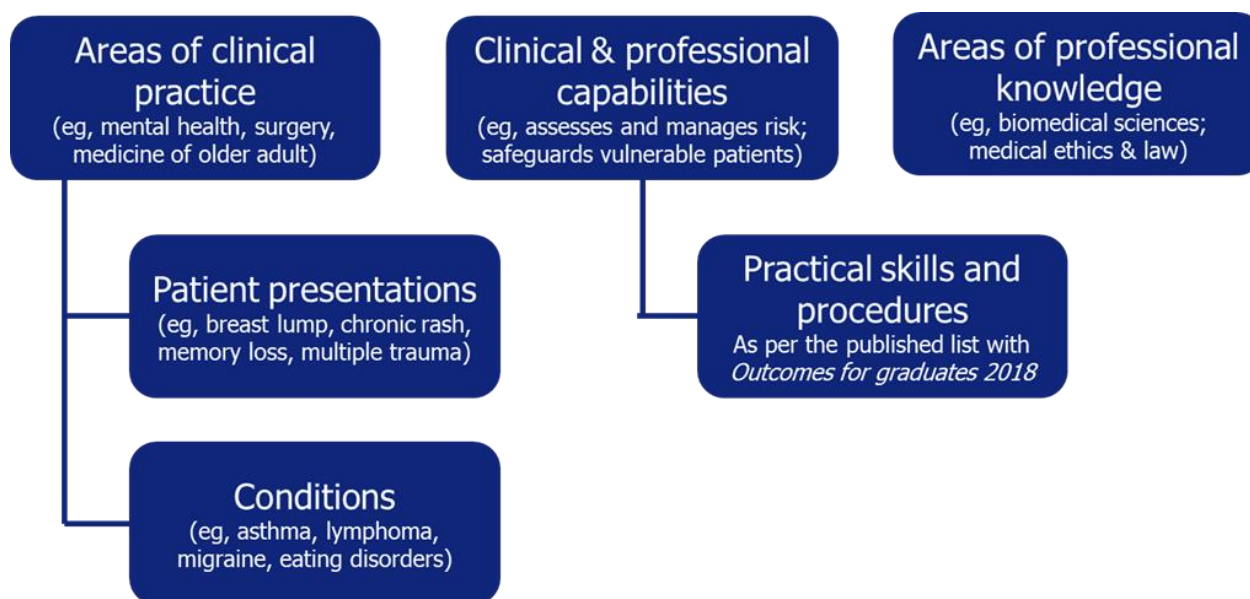 Areas of clinical
practice
(eg, mental health, surgery,
medicine of older adult)
Clinical & professional
capabilities
(eg, assesses and manages risk;
safeguards vulnerable patients)
Areas of professional
knowledge
(eg, biomedical sciences;
medical ethics & law)
Patient presentations
(eg, breast lump, chronic rash,
memory loss, multiple trauma)
Practical skills and
procedures
As per the published list with
Outcomes for graduates 2018
Conditions
(eg, asthma, lymphoma,
migraine, eating disorders)